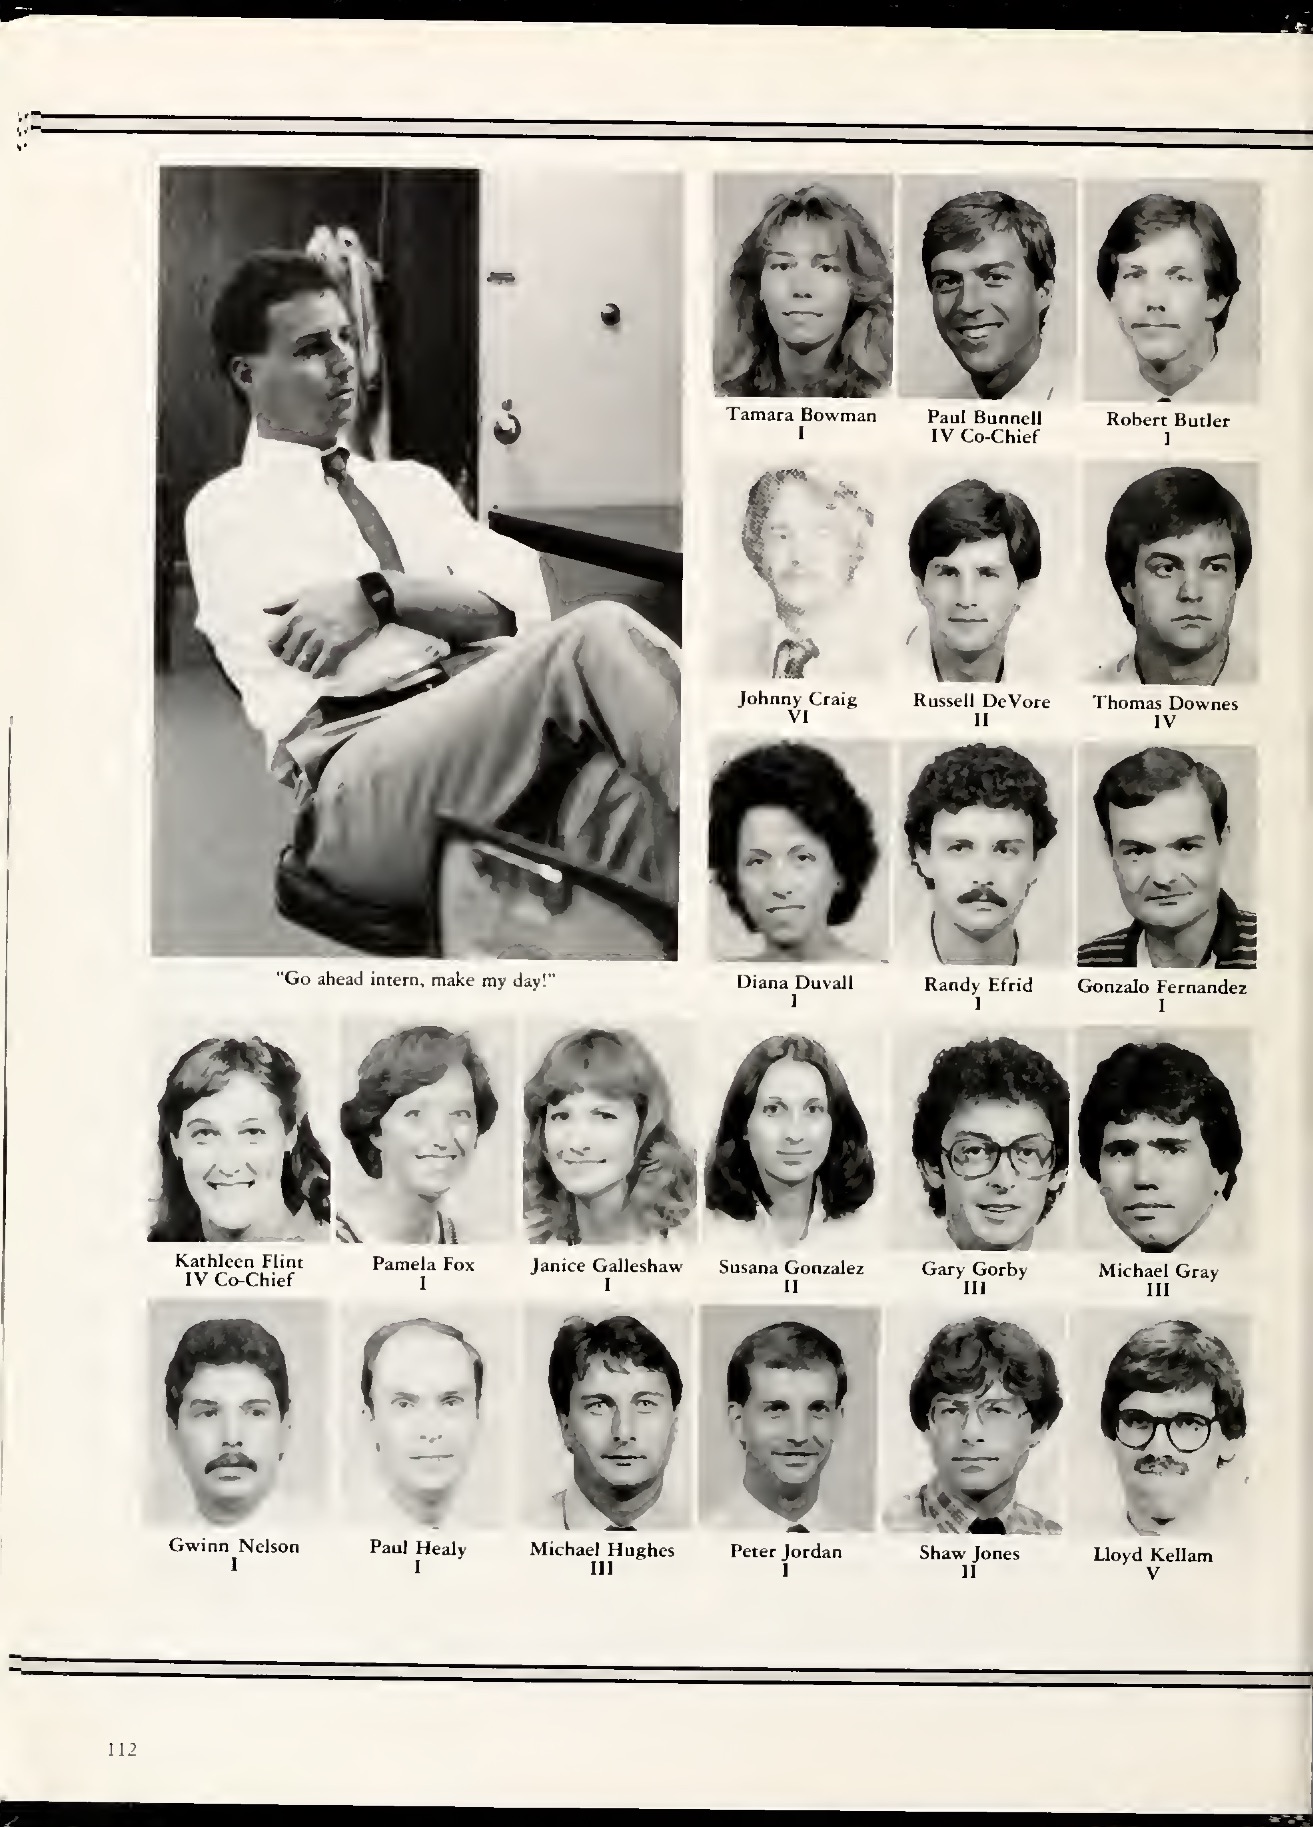 Tamara Bowman
I
Paul Bunnell
IV Co-Chief
Robert Butler
I
Johnny Craig
VI
Russell DeVore
II
Thomas Downes
IV
"Go ahead intern, make my day!"
Diana Duvall
I
Randy Efrid
I
Gonzalo Fernandez
I
Kathleen Flint
IV Co-Chief
Pamela Fox
I
Janice Galleshaw
I
Susana Gonzalez
II
Gary Gorby
III
Michael Gray
III
Gwinn Nelson
I
Paul Healy
I
Michael Hughes
III
Peter Jordan
I
Shaw Jones
II
Lloyd Kellam
V
112